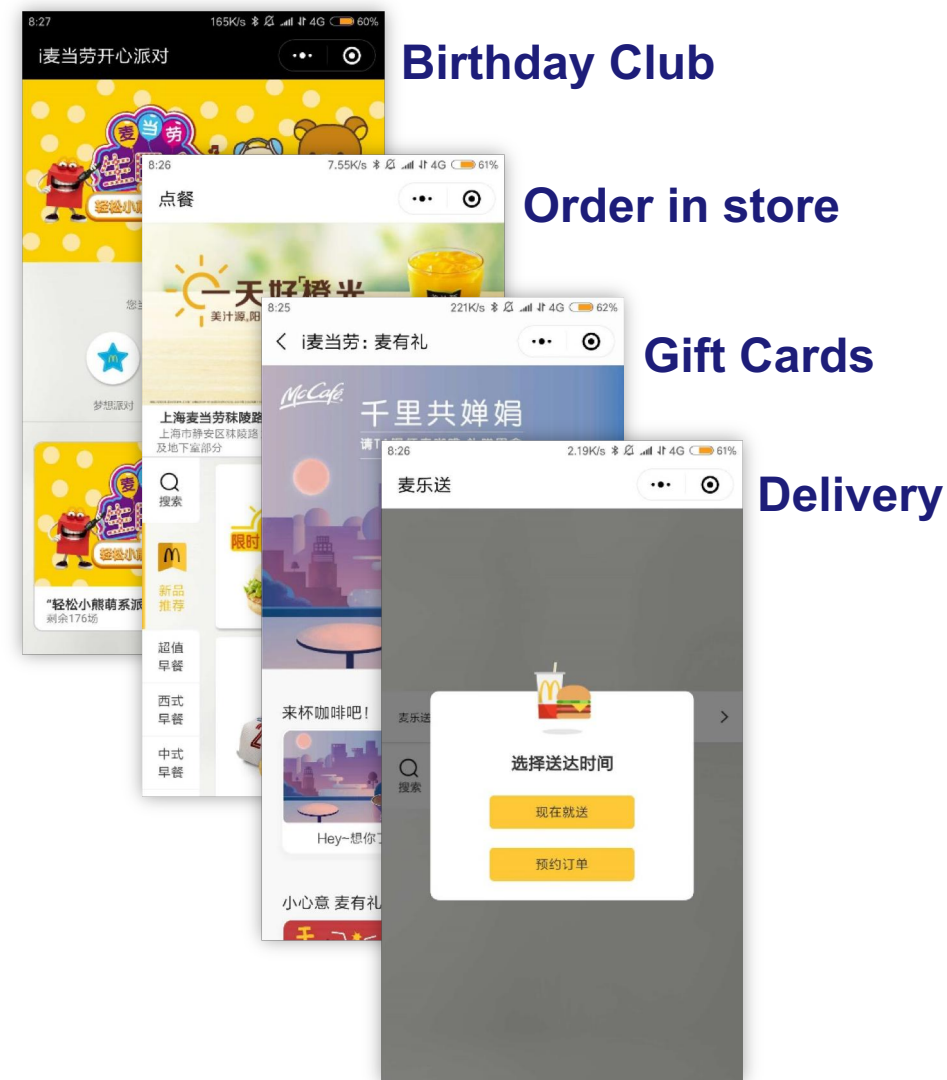 8:27 165K/s 4G 60%
i麦当劳开心派对
Birthday Club
麦当劳
轻松小熊
梦想派对
“轻松小熊萌系派
剩余176场
8:26 7.55K/s 4G 61%
点餐
Order in store
一天好「橙光
美汁源,阳
上海麦当劳秣陵路
上海市静安区秣陵路
及地下室部分
搜索
限时
新品
推荐
超值
早餐
西式
早餐
中式
早餐
8:25 221K/s 4G 62%
i麦当劳: 麦有礼
Gift Cards
McCafé
千里共婵娟
来杯咖啡吧!
Hey~想你了
小心意 麦有礼
8:26 2.19K/s 4G 61%
麦乐送
Delivery
麦乐送
搜索
选择送达时间
现在就送
预约订单